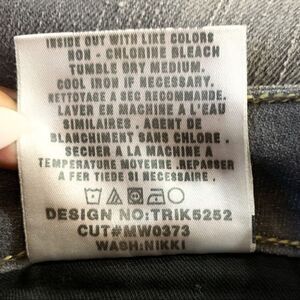 INSIDE OUT WITH LIKE COLORS
NON - CHLORINE BLEACH
TUMBLE DRY MEDIUM.
COOL IRON IF NECESSARY.
NETTOYAGE A SEC RECOMMANDE.
LAYER EN MACHINE A L'EAU
SIMILAIRES . AGENT DE
BLANCHIMENT SANS CHLORE .
SECHER A LA MACHINE A
TEMPERATURE MOYENNE .REPASSER
A FER TIEDE SI NECESSAIRE .
DESIGN NO:TRIK5252
CUT#MW0373
WASH:NIKKI